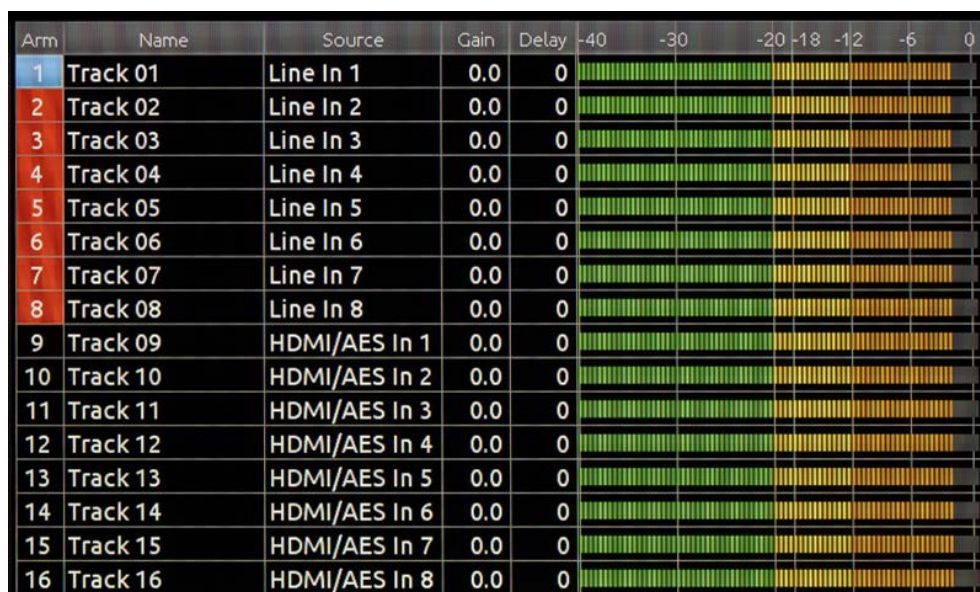 Arm Name Source Gain Delay -40 -30 -20 -18 -12 -6 0
1 Track 01 Line In 1 0.0 0
2 Track 02 Line In 2 0.0 0
3 Track 03 Line In 3 0.0 0
4 Track 04 Line In 4 0.0 0
5 Track 05 Line In 5 0.0 0
6 Track 06 Line In 6 0.0 0
7 Track 07 Line In 7 0.0 0
8 Track 08 Line In 8 0.0 0
9 Track 09 HDMI/AES In 1 0.0 0
10 Track 10 HDMI/AES In 2 0.0 0
11 Track 11 HDMI/AES In 3 0.0 0
12 Track 12 HDMI/AES In 4 0.0 0
13 Track 13 HDMI/AES In 5 0.0 0
14 Track 14 HDMI/AES In 6 0.0 0
15 Track 15 HDMI/AES In 7 0.0 0
16 Track 16 HDMI/AES In 8 0.0 0